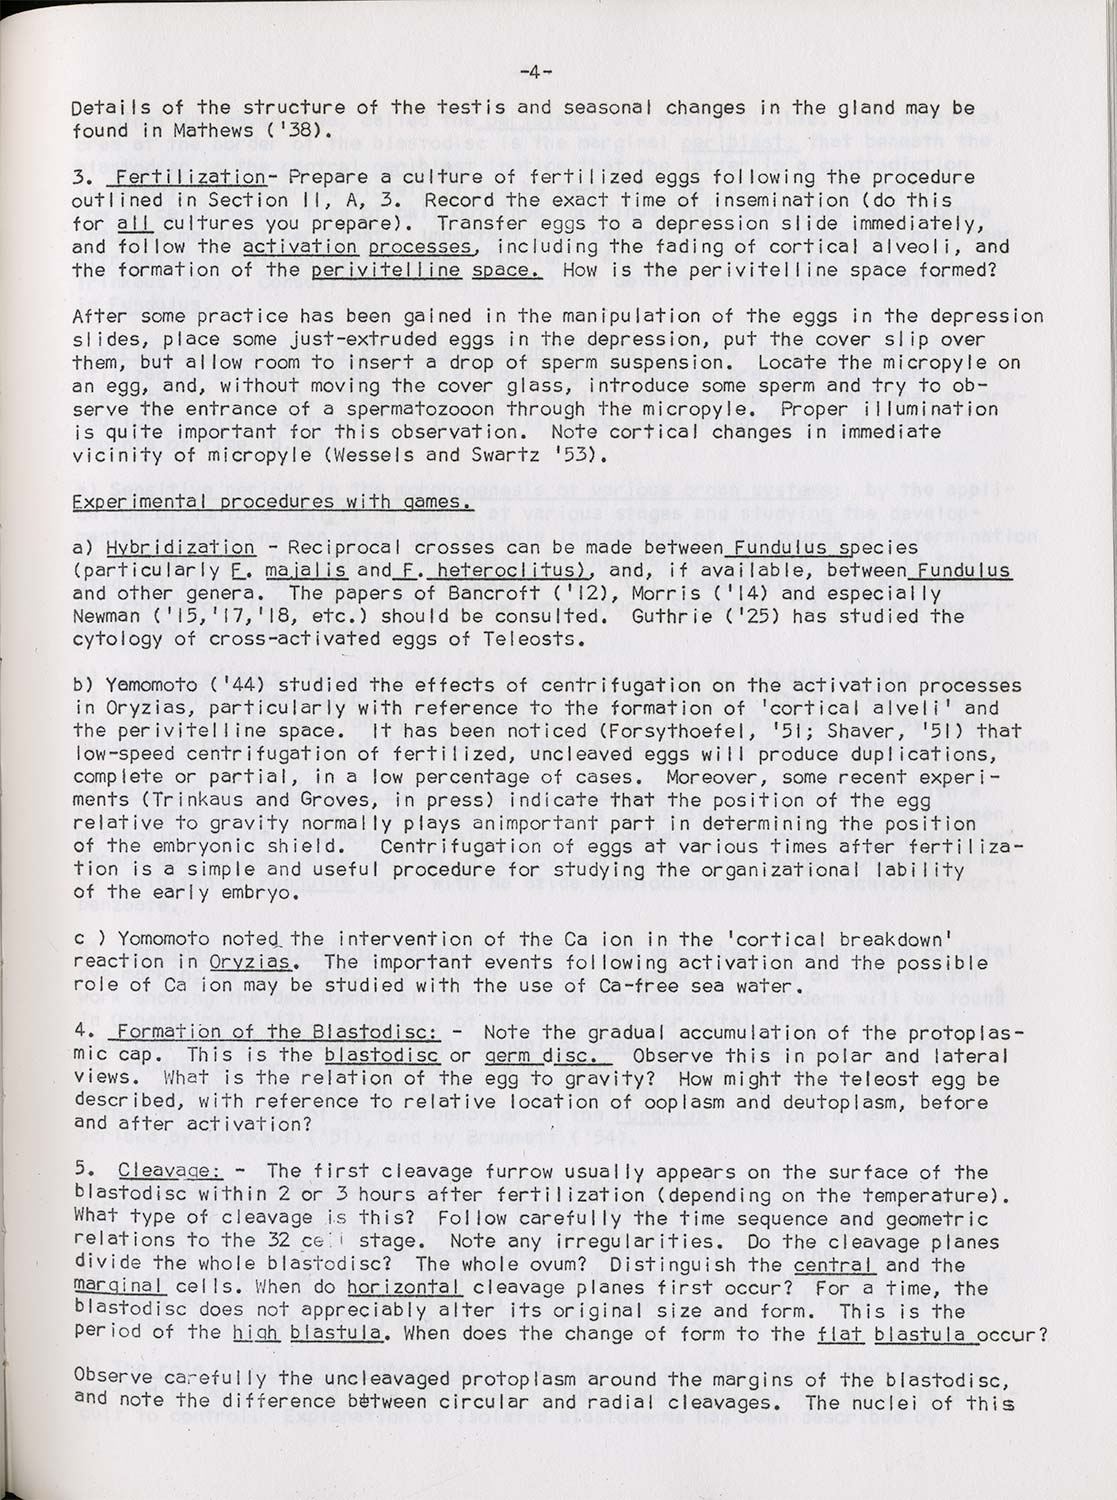 -4-
Details of the structure of the testis and seasonal changes in the gland may be
found in Mathews ('38).
3. Fertilization- Prepare a culture of fertilized eggs following the procedure
outlined in Section II, A, 3. Record the exact time of insemination (do this
for all cultures you prepare). Transfer eggs to a depression slide immediately,
and follow the activation processes, including the fading of cortical alveoli, and
the formation of the perivitelline space. How is the perivitelline space formed?
After some practice has been gained in the manipulation of the eggs in the depression
slides, place some just-extruded eggs in the depression, put the cover slip over
them, but allow room to insert a drop of sperm suspension. Locate the micropyle on
an egg, and, without moving the cover glass, introduce some sperm and try to ob-
serve the entrance of a spermatozooon through the micropyle. Proper illumination
is quite important for this observation. Note cortical changes in immediate
vicinity of micropyle (Wessels and Swartz '53).
Experimental procedures with games.
a) Hybridization - Reciprocal crosses can be made between Fundulus species
(particularly F. majalis and F. heteroclitus), and, if available, between Fundulus
and other genera. The papers of Bancroft ('12), Morris ('14) and especially
Newman ('15,'17,'18, etc.) should be consulted. Guthrie ('25) has studied the
cytology of cross-activated eggs of Teleosts.
b) Yamomoto ('44) studied the effects of centrifugation on the activation processes
in Oryzias, particularly with reference to the formation of 'cortical alveli' and
the perivitelline space. It has been noticed (Forsythoefel, '51; Shaver, '51) that
low-speed centrifugation of fertilized, uncleaved eggs will produce duplications,
complete or partial, in a low percentage of cases. Moreover, some recent experi-
ments (Trinkaus and Groves, in press) indicate that the position of the egg
relative to gravity normally plays animportant part in determining the position
of the embryonic shield. Centrifugation of eggs at various times after fertiliza-
tion is a simple and useful procedure for studying the organizational lability
of the early embryo.
c ) Yomomoto noted the intervention of the Ca ion in the 'cortical breakdown'
reaction in Oryzias. The important events following activation and the possible
role of Ca ion may be studied with the use of Ca-free sea water.
4. Formation of the Blastodisc: - Note the gradual accumulation of the protoplas-
mic cap. This is the blastodisc or germ disc. Observe this in polar and lateral
views. What is the relation of the egg to gravity? How might the teleost egg be
described, with reference to relative location of ooplasm and deutoplasm, before
and after activation?
5. Cleavage: - The first cleavage furrow usually appears on the surface of the
blastodisc within 2 or 3 hours after fertilization (depending on the temperature).
What type of cleavage is this? Follow carefully the time sequence and geometric
relations to the 32 cell stage. Note any irregularities. Do the cleavage planes
divide the whole blastodisc? The whole ovum? Distinguish the central and the
marginal cells. When do horizontal cleavage planes first occur? For a time, the
blastodisc does not appreciably alter its original size and form. This is the
period of the high blastula. When does the change of form to the flat blastula occur?
Observe carefully the uncleavaged protoplasm around the margins of the blastodisc,
and note the difference between circular and radial cleavages. The nuclei of this